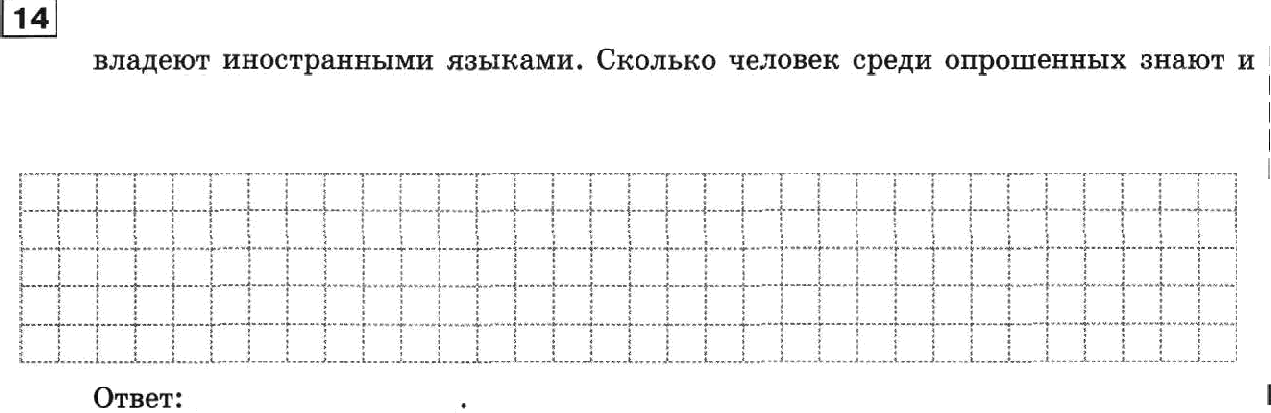 14
владеют иностранными языками. Сколько человек среди опрошенных знают и
Ответ: .